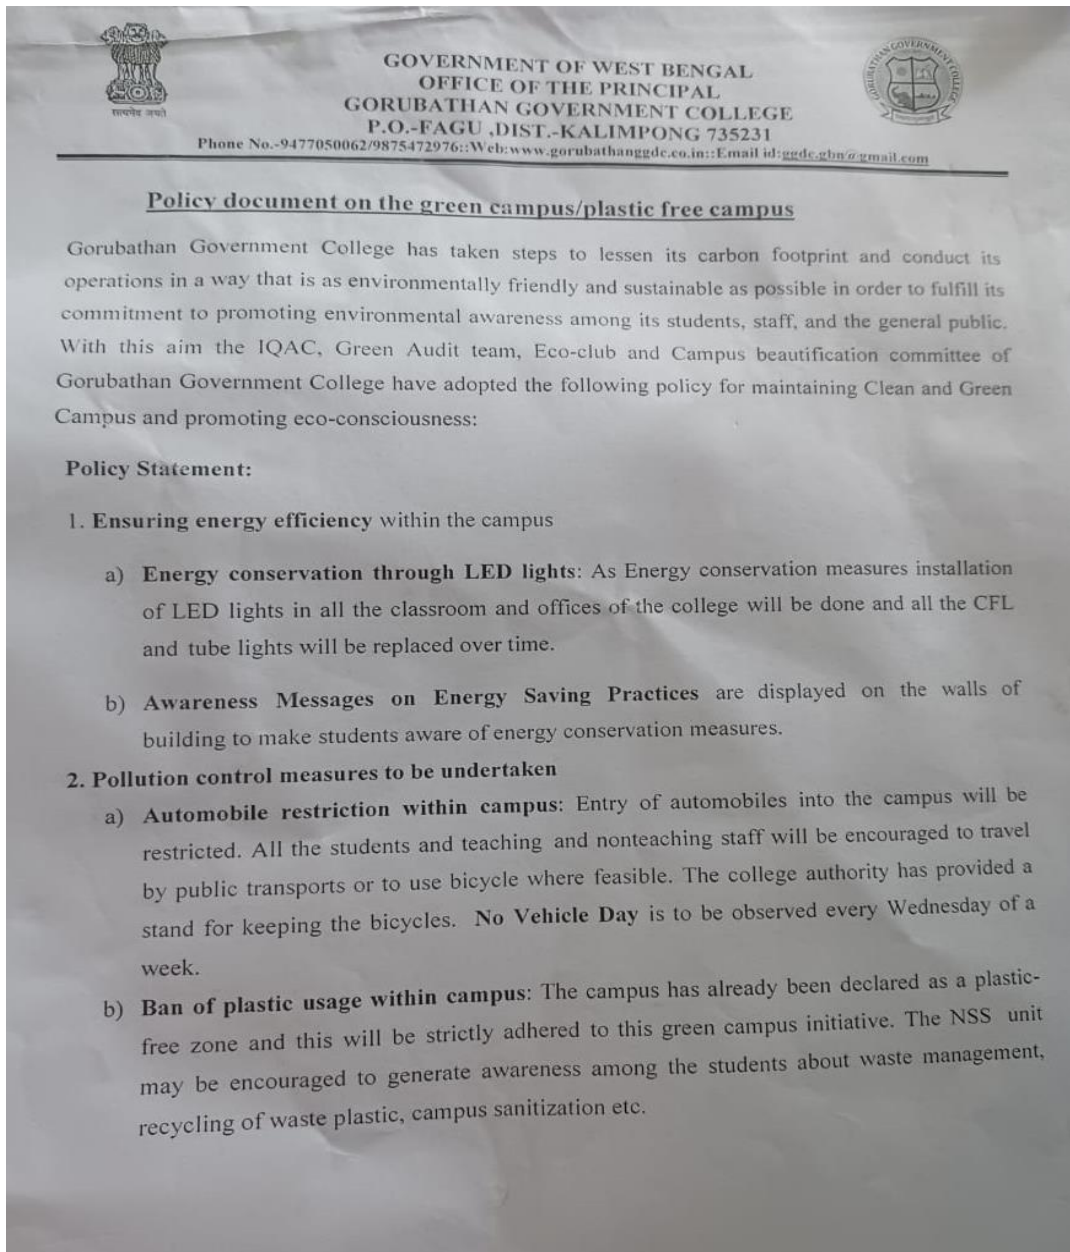 GOVERNMENT OF WEST BENGAL
OFFICE OF THE PRINCIPAL
GORUBATHAN GOVERNMENT COLLEGE
P.O.-FAGU ,DIST.-KALIMPONG 735231
Phone No.-9477050062/9875472976::Web:www.gorubathanggdc.co.in::Email id:ggdc.gbn@gmail.com
सत्यमेव जयते
GORUBATHAN GOVERNMENT COLLEGE
Policy document on the green campus/plastic free campus
Gorubathan Government College has taken steps to lessen its carbon footprint and conduct its
operations in a way that is as environmentally friendly and sustainable as possible in order to fulfill its
commitment to promoting environmental awareness among its students, staff, and the general public.
With this aim the IQAC, Green Audit team, Eco-club and Campus beautification committee of
Gorubathan Government College have adopted the following policy for maintaining Clean and Green
Campus and promoting eco-consciousness:
Policy Statement:
1. Ensuring energy efficiency within the campus
a) Energy conservation through LED lights: As Energy conservation measures installation
of LED lights in all the classroom and offices of the college will be done and all the CFL
and tube lights will be replaced over time.
b) Awareness Messages on Energy Saving Practices are displayed on the walls of
building to make students aware of energy conservation measures.
2. Pollution control measures to be undertaken
a) Automobile restriction within campus: Entry of automobiles into the campus will be
restricted. All the students and teaching and nonteaching staff will be encouraged to travel
by public transports or to use bicycle where feasible. The college authority has provided a
stand for keeping the bicycles. No Vehicle Day is to be observed every Wednesday of a
week.
b) Ban of plastic usage within campus: The campus has already been declared as a plastic-
free zone and this will be strictly adhered to this green campus initiative. The NSS unit
may be encouraged to generate awareness among the students about waste management,
recycling of waste plastic, campus sanitization etc.